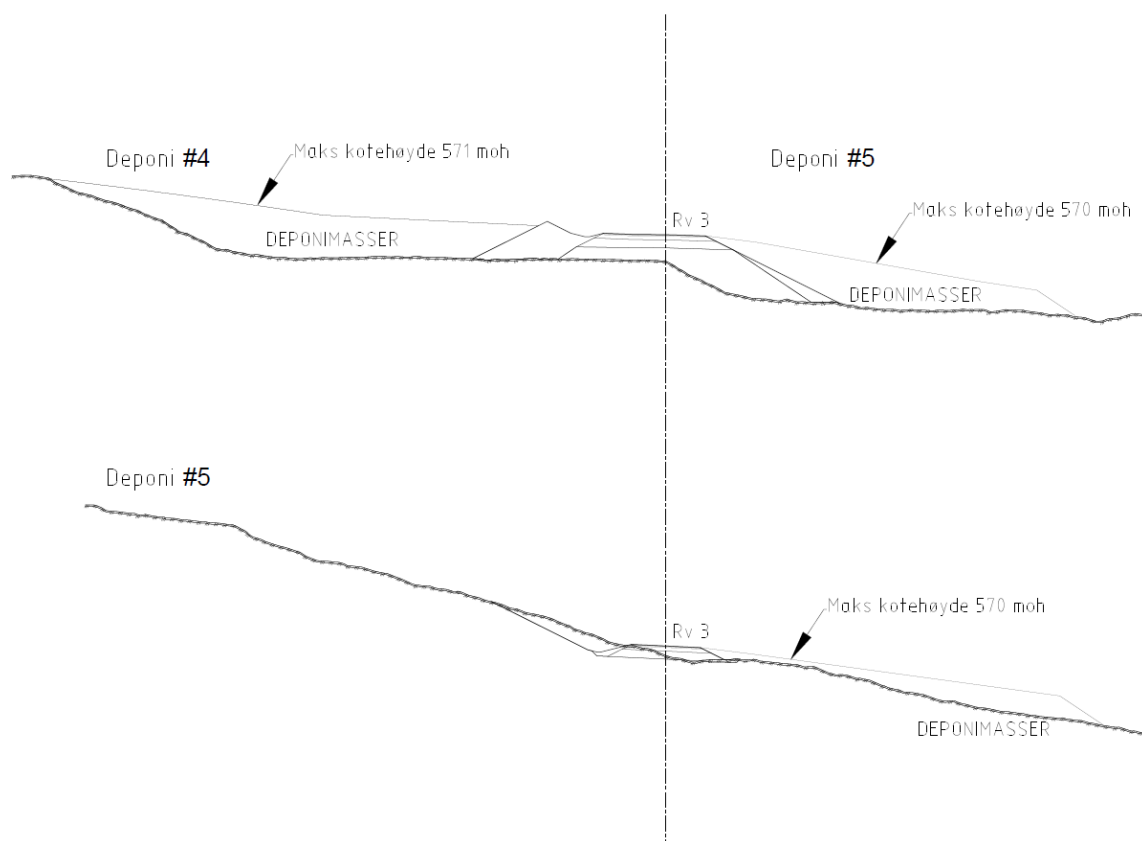 Deponi #4
Maks kotehøyde 571 moh
Deponi #5
Maks kotehøyde 570 moh
Rv 3
DEPONIMASSER
DEPONIMASSER
Deponi #5
Maks kotehøyde 570 moh
Rv 3
DEPONIMASSER